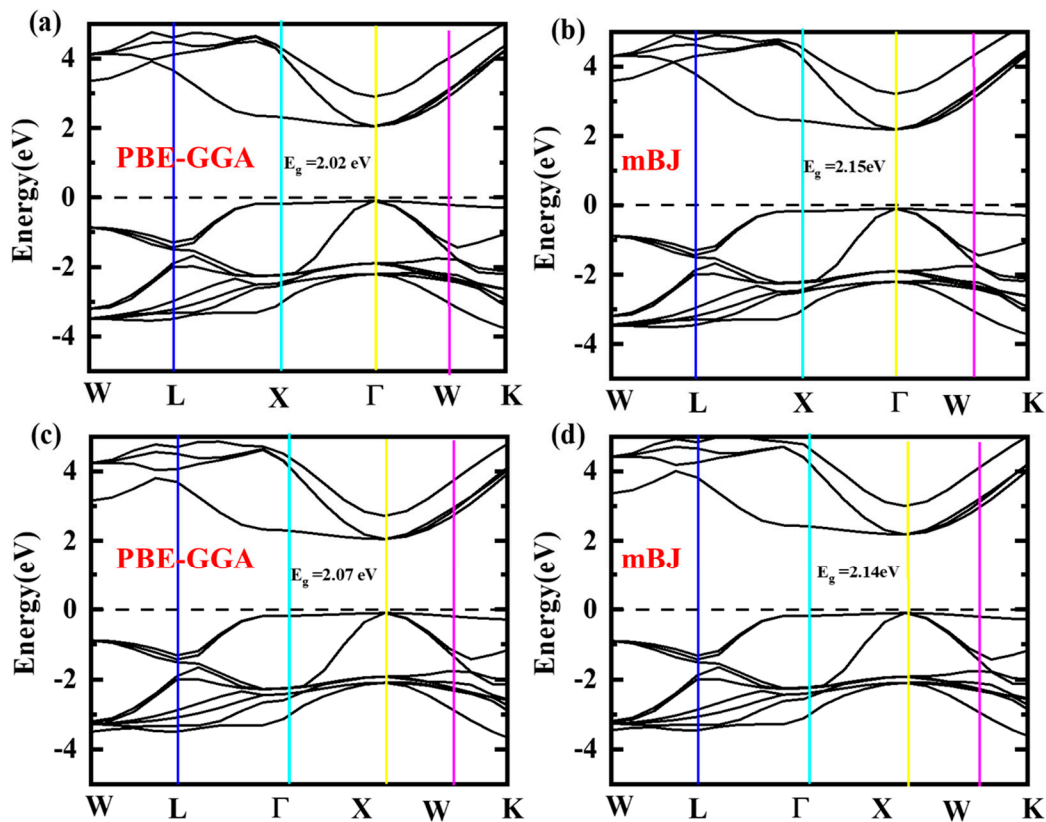 (a)
4
2
0
-2
-4
Energy(eV)
PBE-GGA
E_g =2.02 eV
W L X Γ W K
(b)
4
2
0
-2
-4
Energy(eV)
mBJ
E_g =2.15eV
W L X Γ W K
(c)
4
2
0
-2
-4
Energy(eV)
PBE-GGA
E_g =2.07 eV
W L Γ X W K
(d)
4
2
0
-2
-4
Energy(eV)
mBJ
E_g =2.14eV
W L Γ X W K